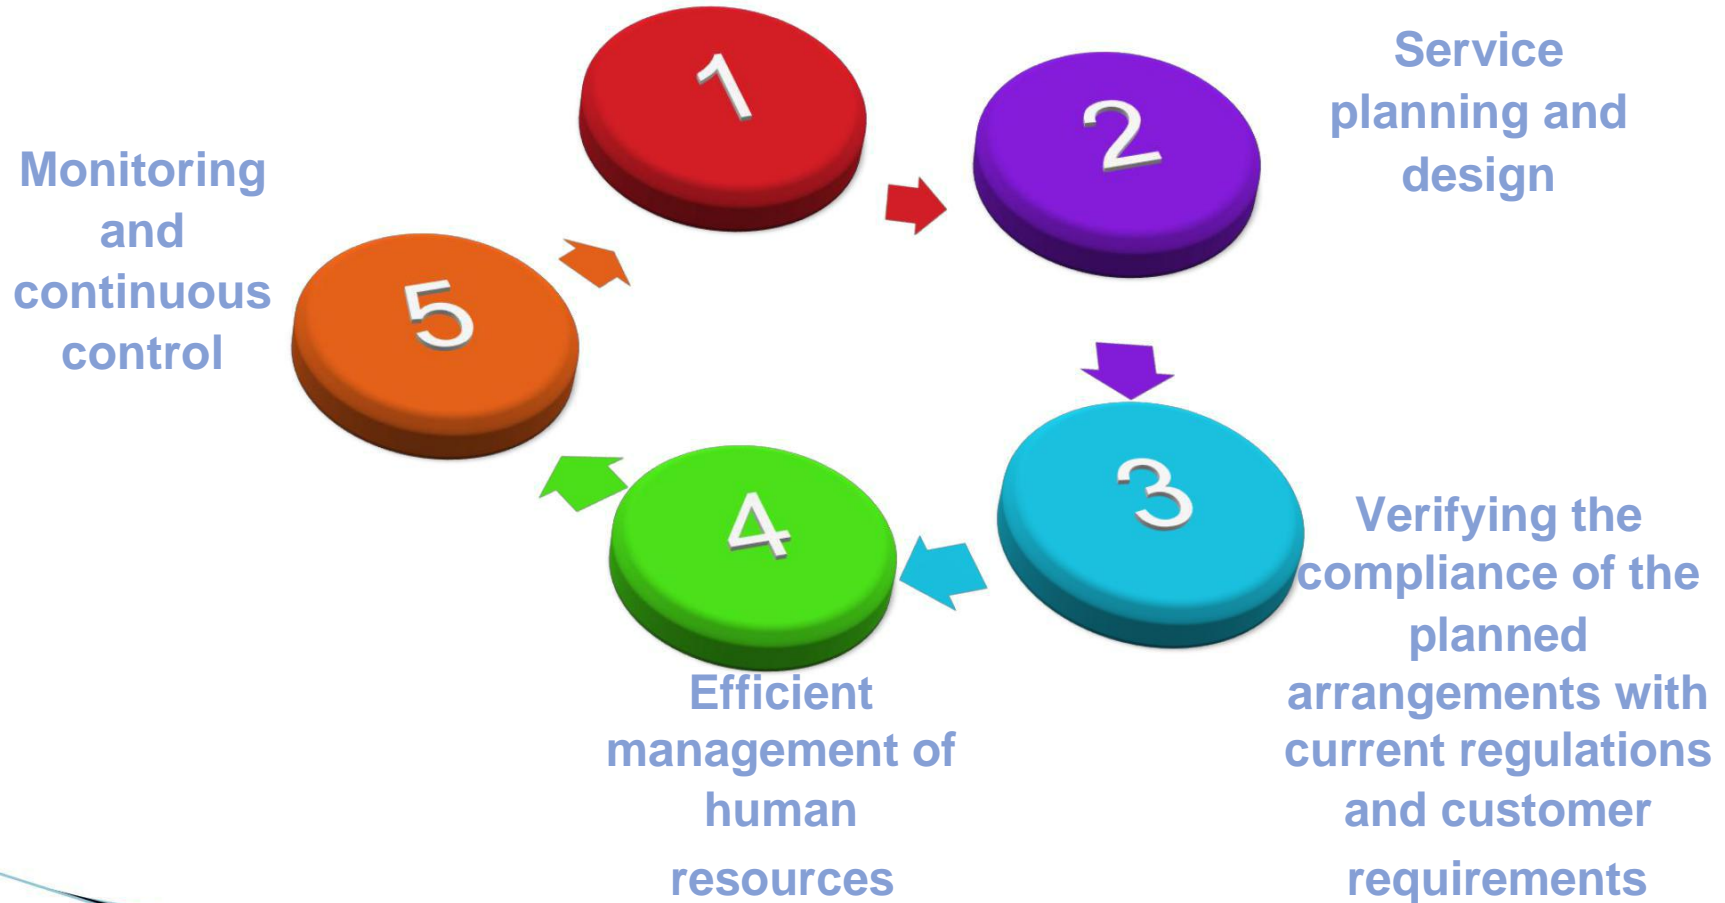 1
2
Service
planning and
design
Monitoring
and
continuous
control
5
3
4
Verifying the
compliance of the
planned
arrangements with
current regulations
and customer
requirements
Efficient
management of
human
resources